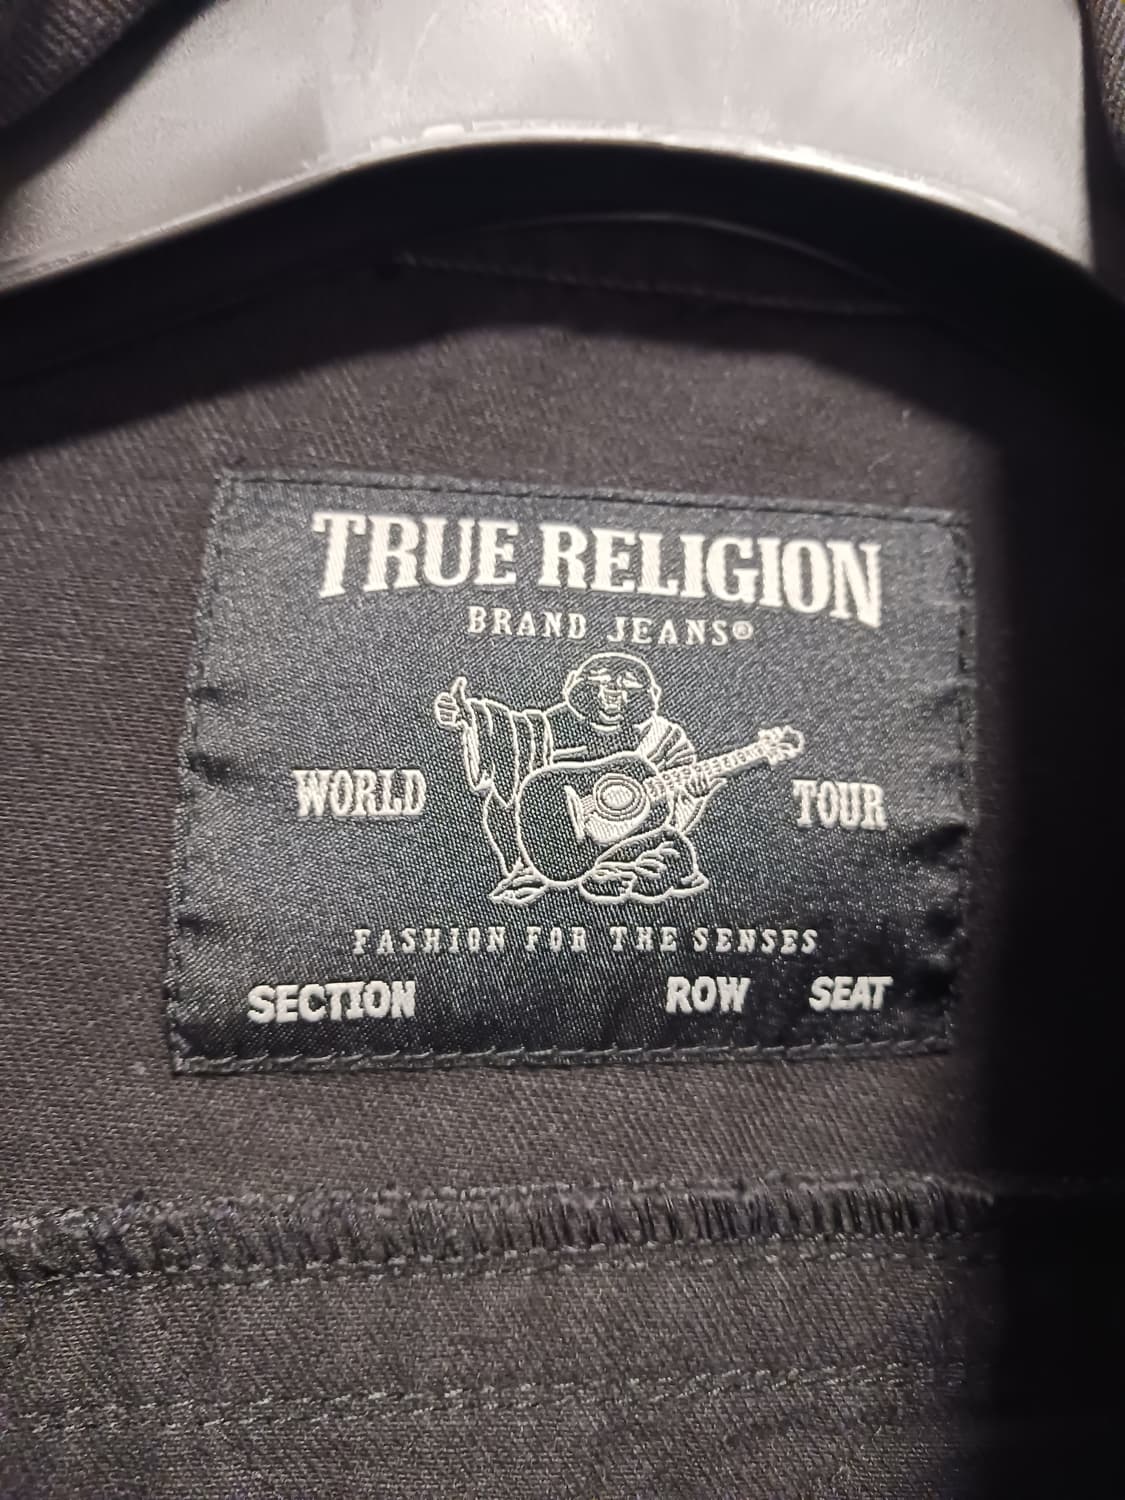 TRUE RELIGION
BRAND JEANS®
WORLD TOUR
FASHION FOR THE SENSES
SECTION ROW SEAT